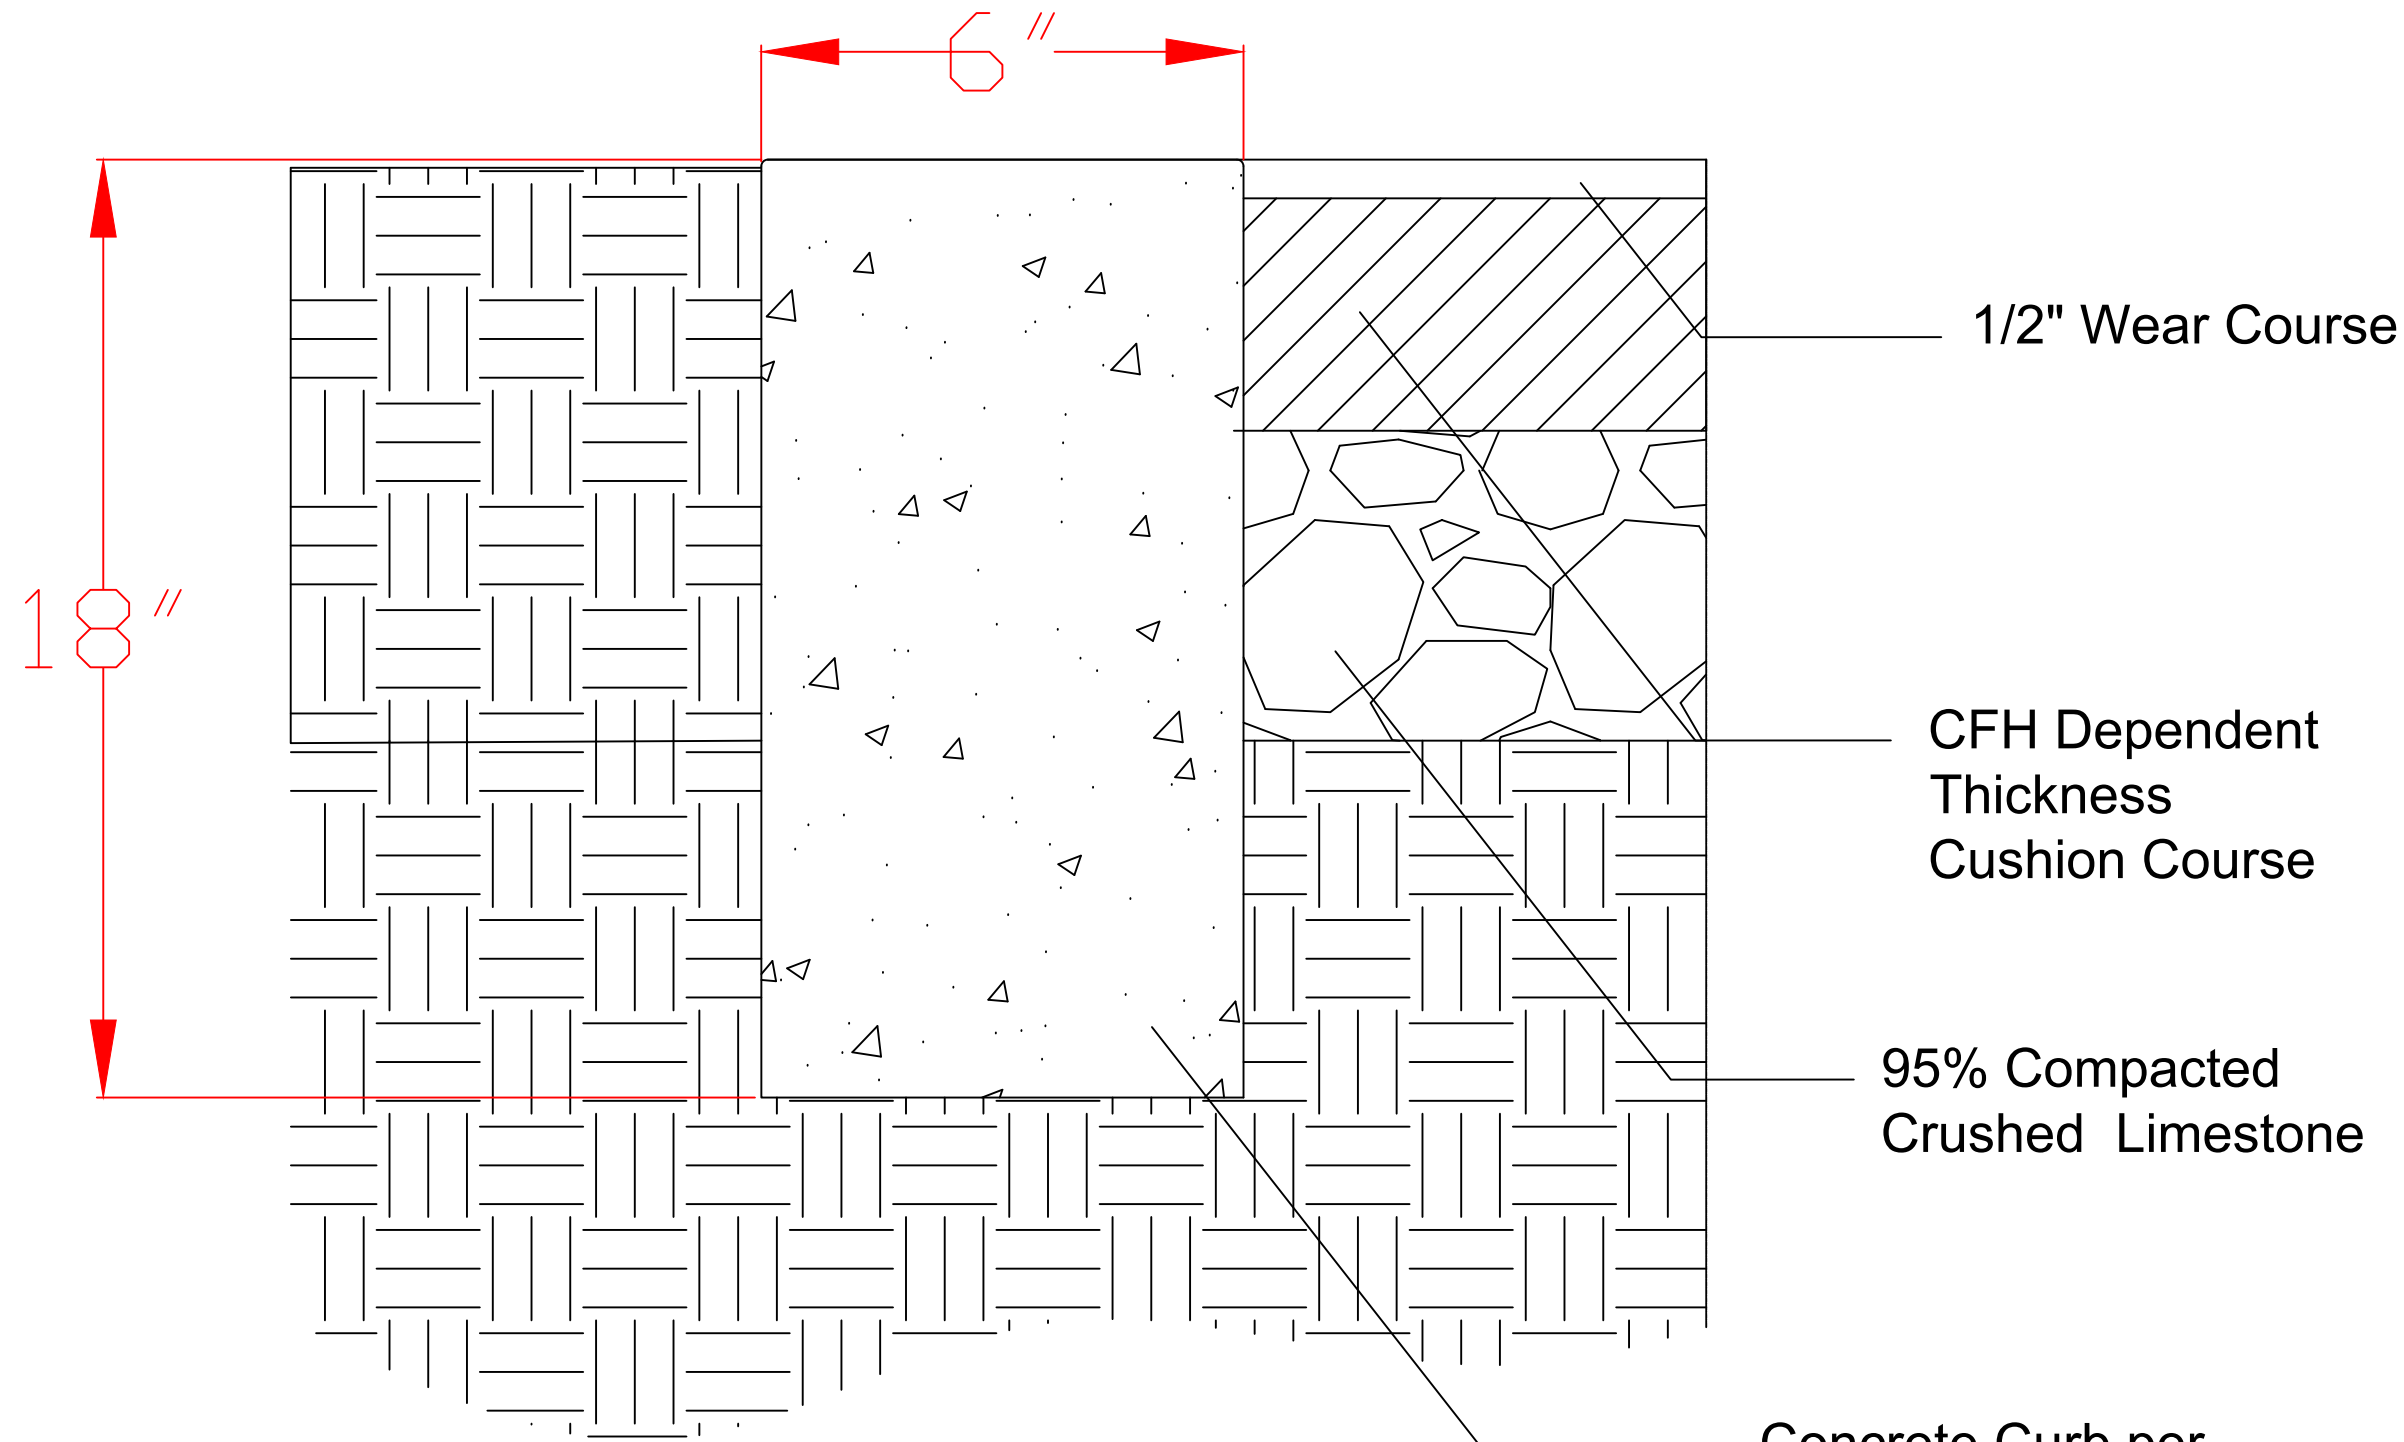 6"
18"
1/2" Wear Course
CFH Dependent
Thickness
Cushion Course
95% Compacted
Crushed Limestone
Concrete Curb per